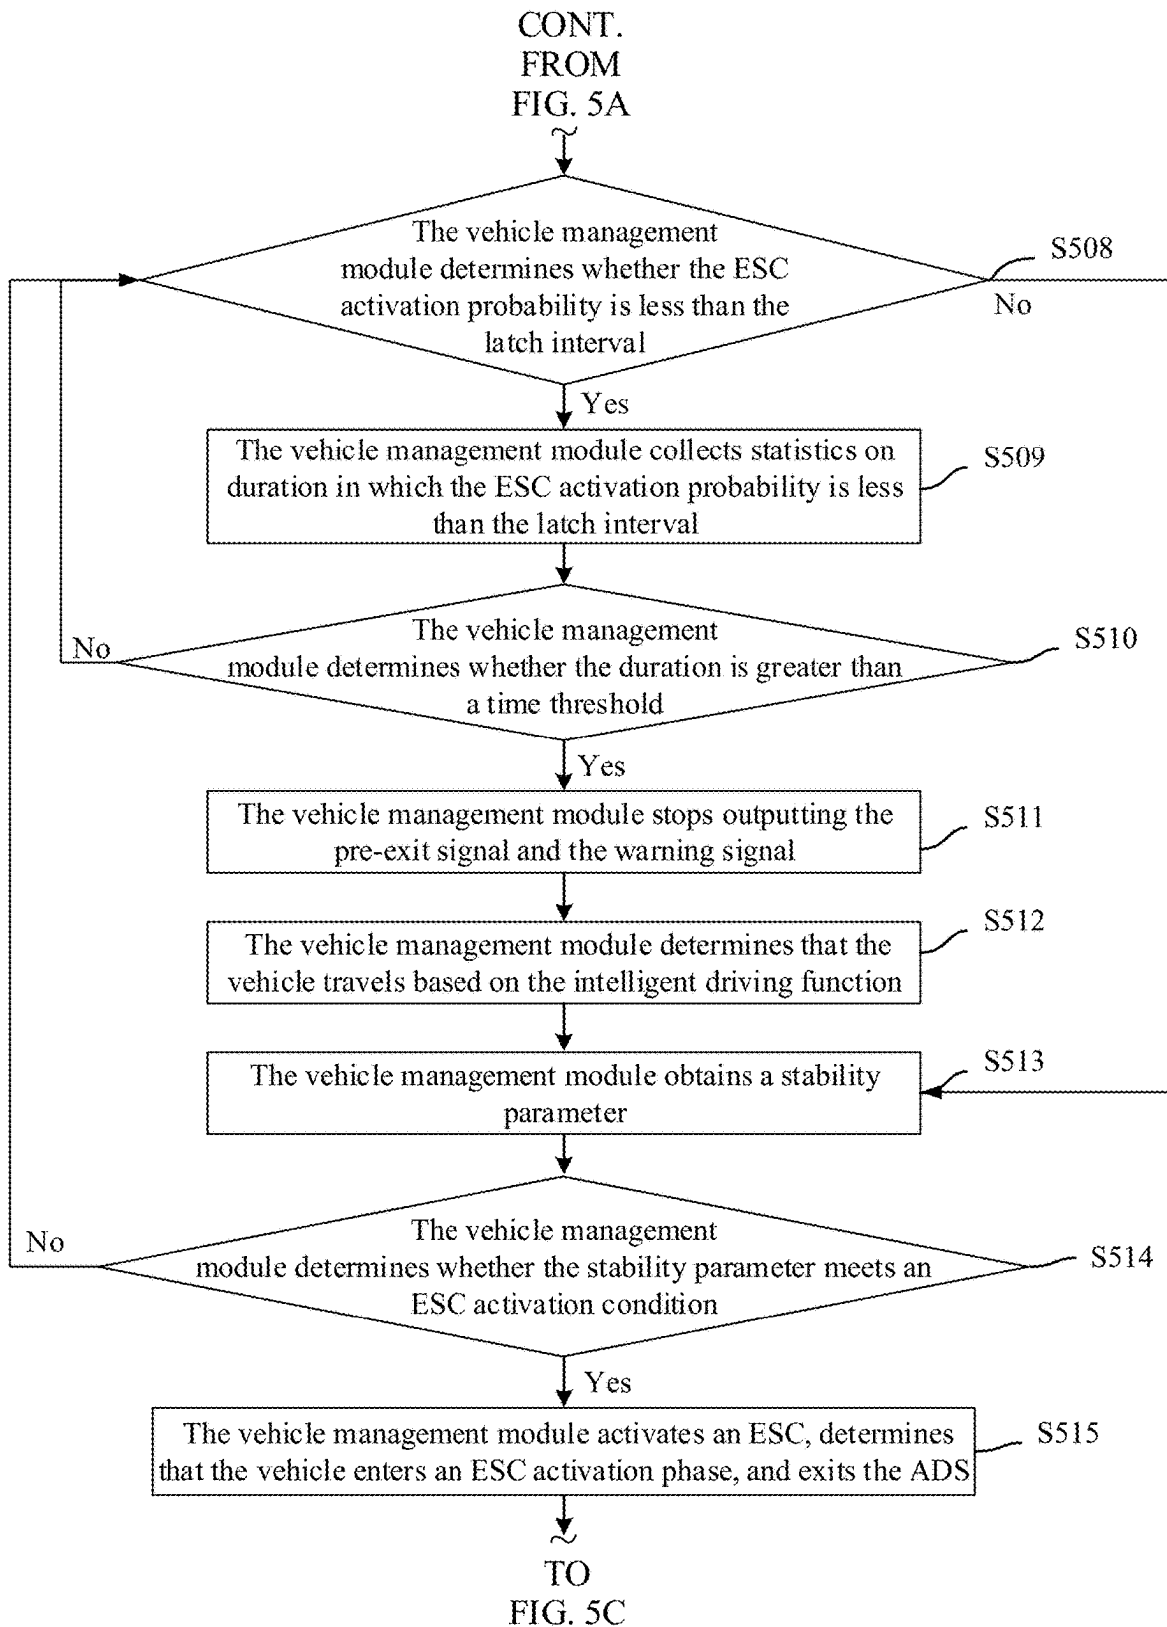 CONT.
FROM
FIG. 5A
The vehicle management
module determines whether the ESC
activation probability is less than the
latch interval
S508
No
Yes
The vehicle management module collects statistics on
duration in which the ESC activation probability is less
than the latch interval
S509
The vehicle management
module determines whether the duration is greater than
a time threshold
No
S510
Yes
The vehicle management module stops outputting the
pre-exit signal and the warning signal
S511
The vehicle management module determines that the
vehicle travels based on the intelligent driving function
S512
The vehicle management module obtains a stability
parameter
S513
The vehicle management
module determines whether the stability parameter meets an
ESC activation condition
No
S514
Yes
The vehicle management module activates an ESC, determines
that the vehicle enters an ESC activation phase, and exits the ADS
S515
TO
FIG. 5C